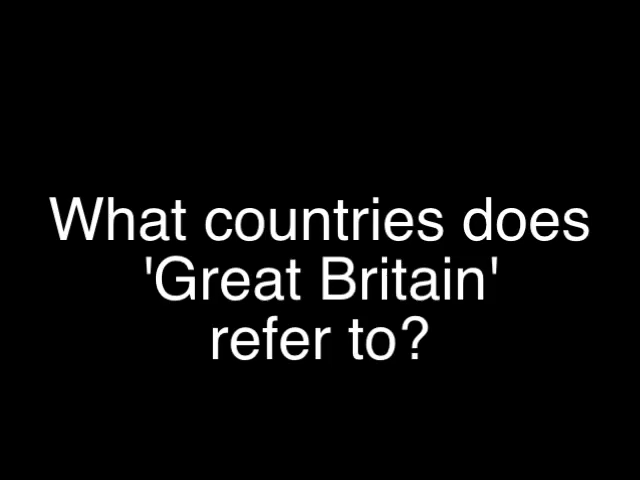 What countries does
'Great Britain'
refer to?